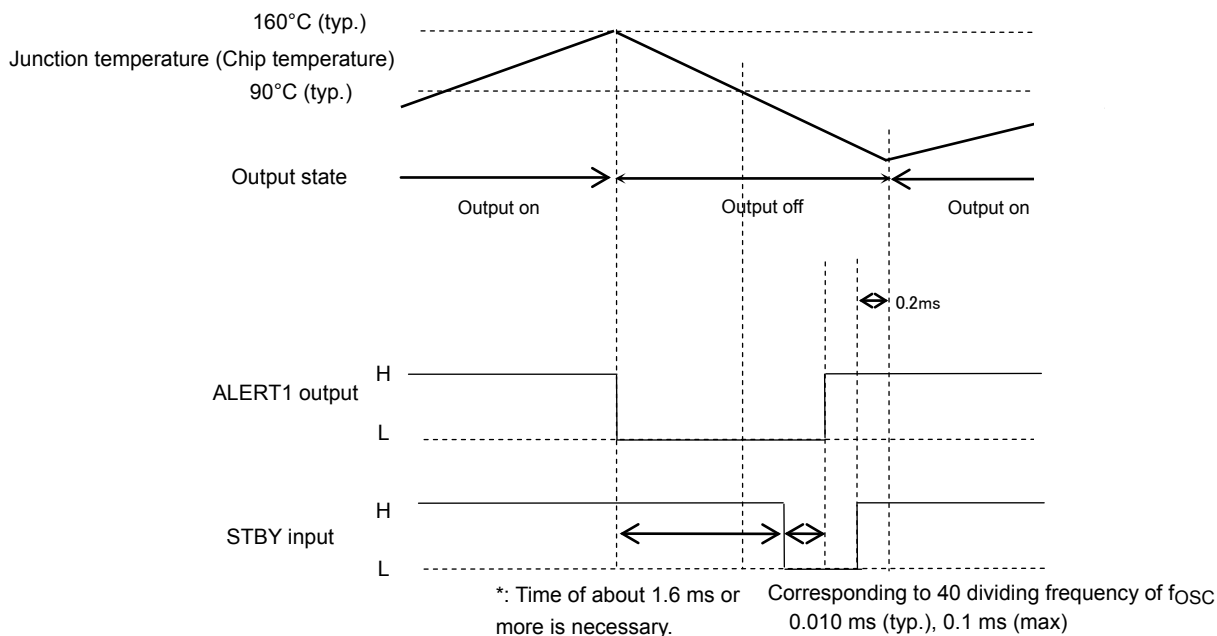 160°C (typ.)
Junction temperature (Chip temperature)
90°C (typ.)
Output state
Output on
Output off
Output on
0.2ms
H
ALERT1 output
L
H
STBY input
L
*: Time of about 1.6 ms or
more is necessary.
Corresponding to 40 dividing frequency of fOSC
0.010 ms (typ.), 0.1 ms (max)